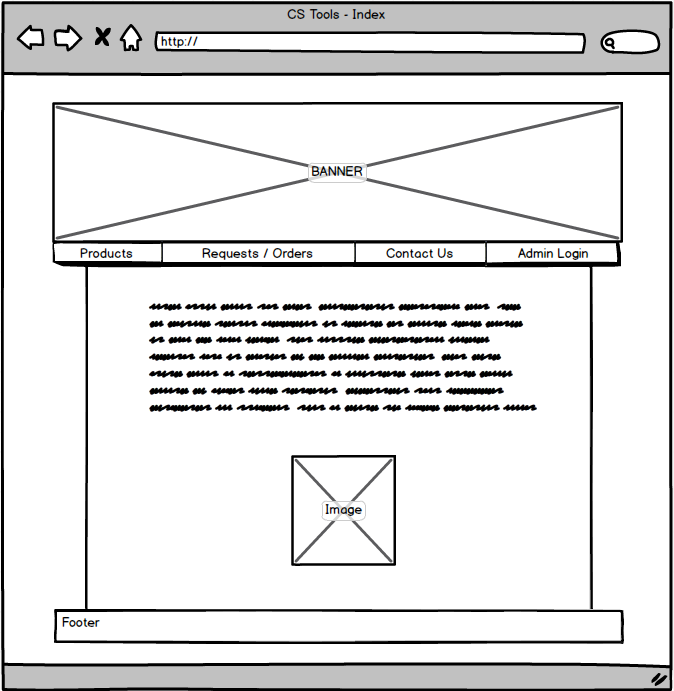 CS Tools - Index
http://
BANNER
Products
Requests / Orders
Contact Us
Admin Login
Image
Footer